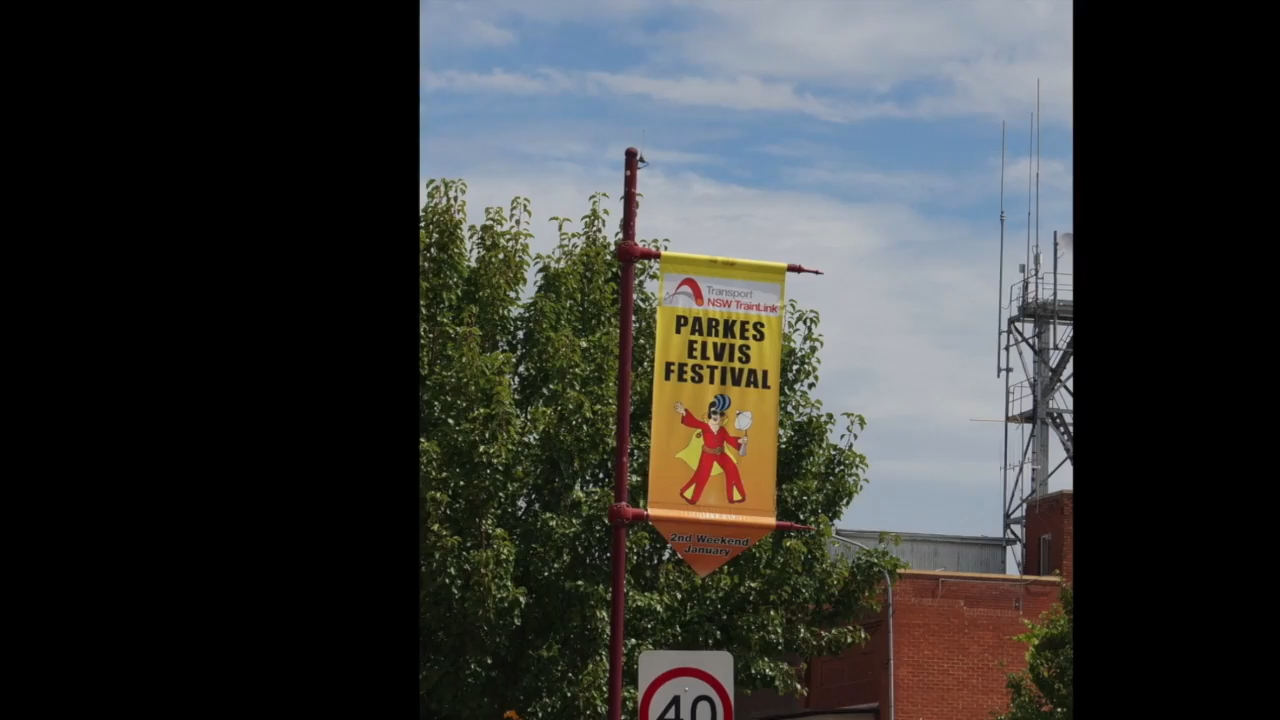 Transport
NSW TrainLink
PARKES
ELVIS
FESTIVAL
2nd Weekend
January
40